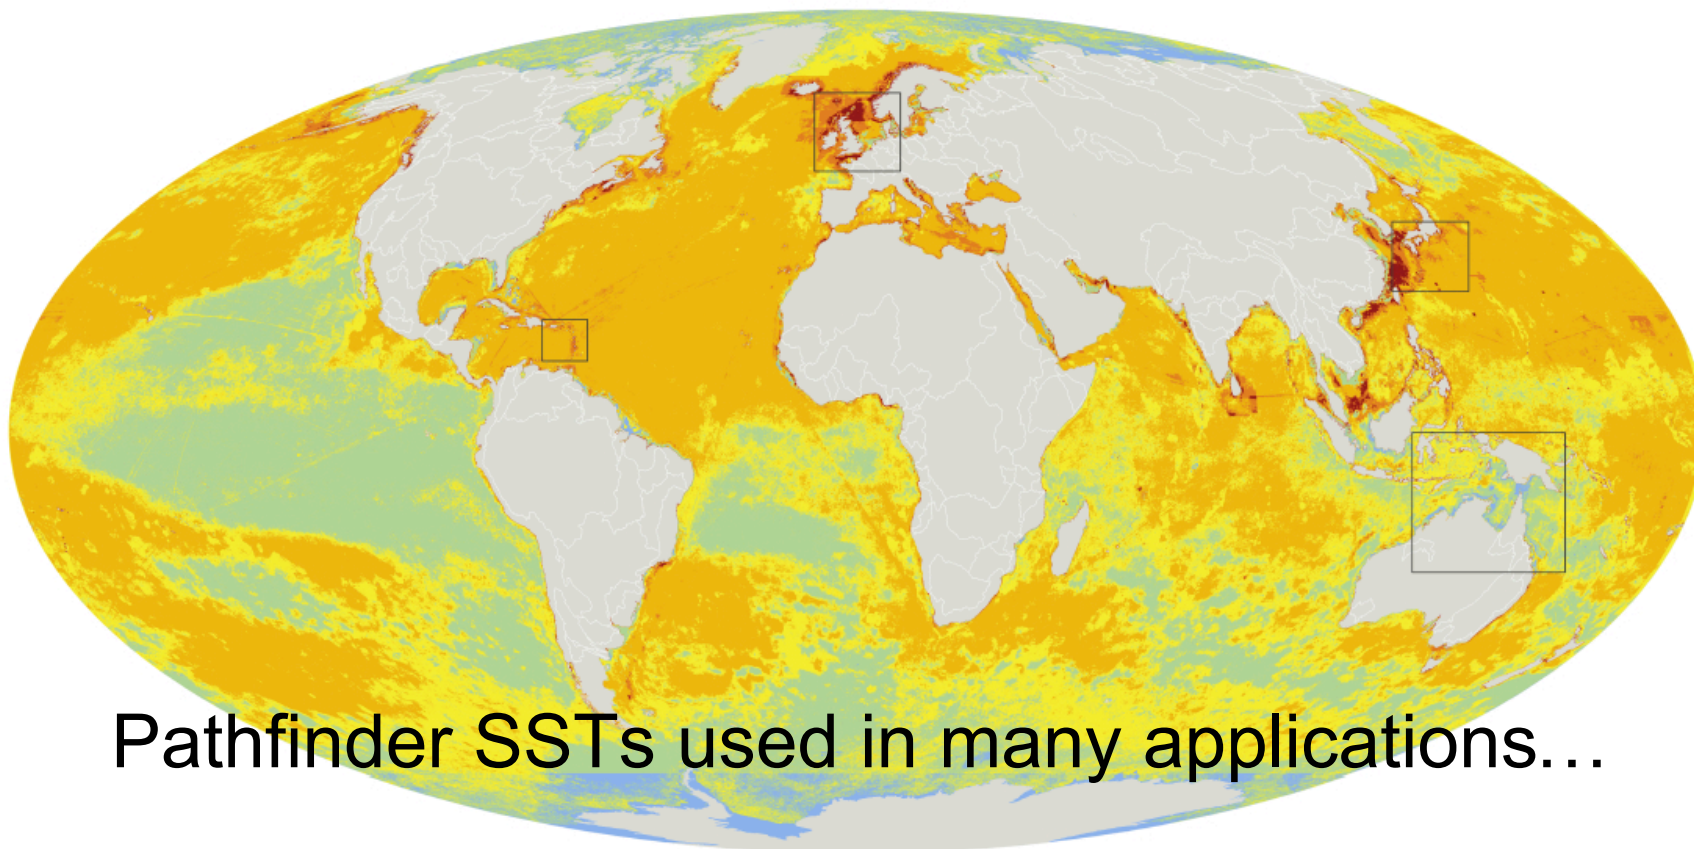 Pathfinder SSTs used in many applications…